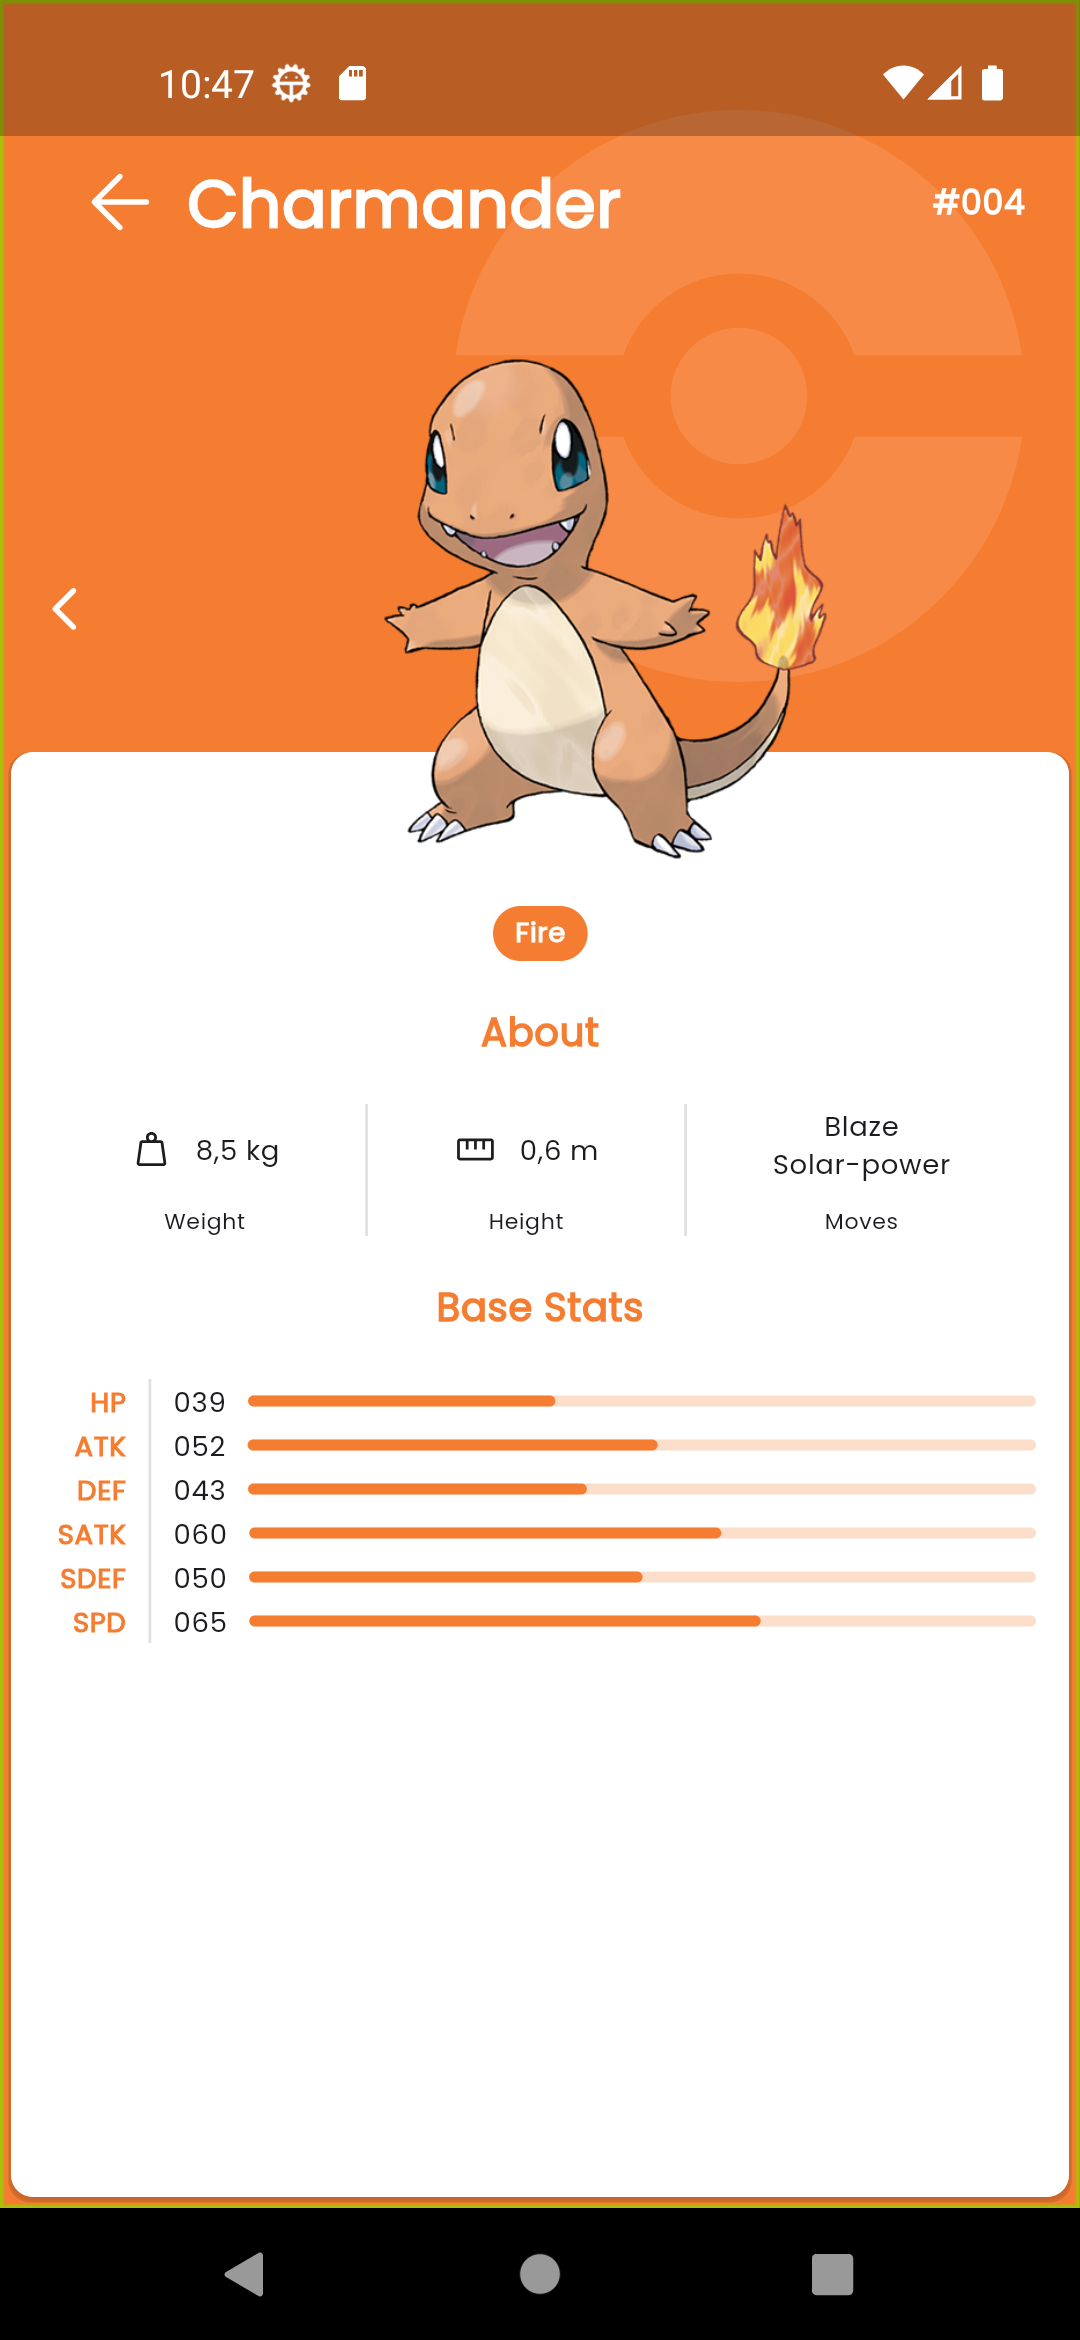 10:47
Charmander
#004
Fire
About
8,5 kg
0,6 m
Blaze
Solar-power
Weight
Height
Moves
Base Stats
HP 039
ATK 052
DEF 043
SATK 060
SDEF 050
SPD 065